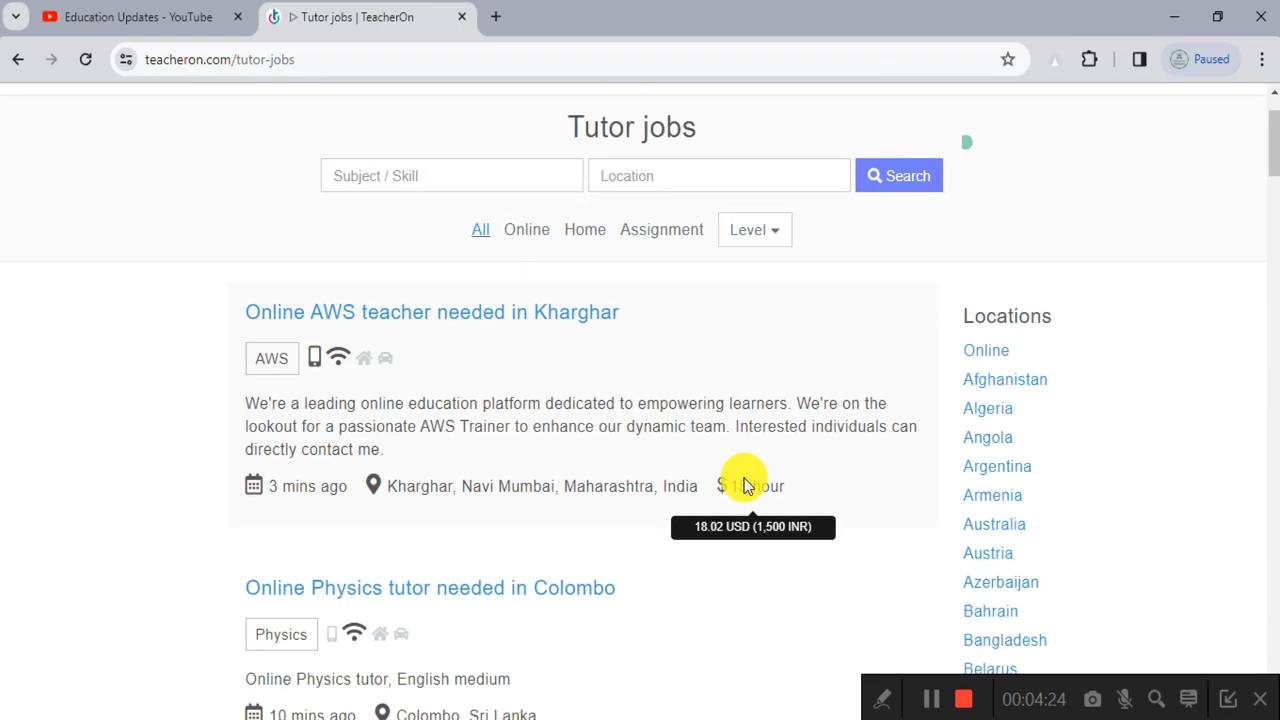 Education Updates - YouTube
Tutor jobs | TeacherOn
teacheron.com/tutor-jobs
Paused
Tutor jobs
Subject / Skill
Location
Search
All Online Home Assignment Level
Online AWS teacher needed in Kharghar
AWS
We're a leading online education platform dedicated to empowering learners. We're on the
lookout for a passionate AWS Trainer to enhance our dynamic team. Interested individuals can
directly contact me.
3 mins ago Kharghar, Navi Mumbai, Maharashtra, India $
18.02 USD (1,500 INR)
Online Physics tutor needed in Colombo
Physics
Online Physics tutor, English medium
10 mins ago Colombo, Sri Lanka
Locations
Online
Afghanistan
Algeria
Angola
Argentina
Armenia
Australia
Austria
Azerbaijan
Bahrain
Bangladesh
Belarus
00:04:24